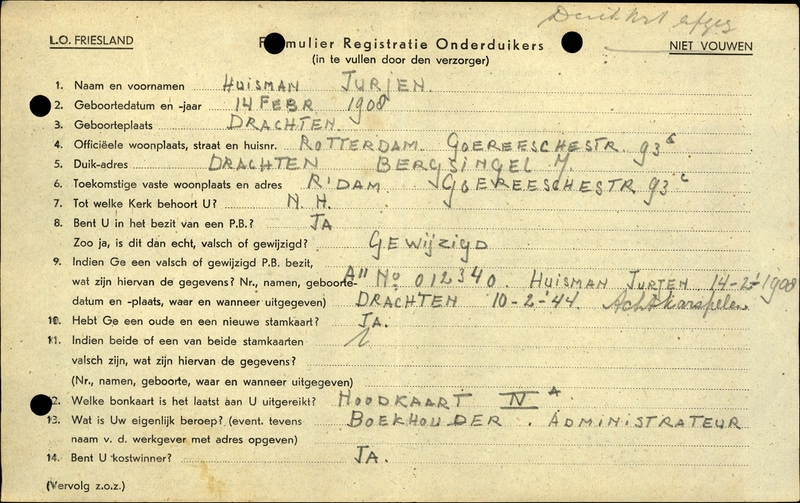 Duikkrt afgeg
L.O. FRIESLAND
Formulier Registratie Onderduikers
NIET VOUWEN
(in te vullen door den verzorger)
1. Naam en voornamen HUISMAN JURJEN.
2. Geboortedatum en -jaar 14 FEBR 1908
3. Geboorteplaats DRACHTEN.
4. Officiëele woonplaats, straat en huisnr. ROTTERDAM. GOEREESCHESTR. 93c
5. Duik-adres DRACHTEN BERGSINGEL 7.
6. Toekomstige vaste woonplaats en adres R'DAM GOEREESCHESTR 93c
7. Tot welke Kerk behoort U? N.H.
8. Bent U in het bezit van een P.B.? JA
Zoo ja, is dit dan echt, valsch of gewijzigd? GEWIJZIGD
9. Indien Ge een valsch of gewijzigd P.B. bezit,
wat zijn hiervan de gegevens? Nr., namen, geboorte- A'' No 012340. HUISMAN JURJEN 14-2-'1908
datum en -plaats, waar en wanneer uitgegeven) DRACHTEN 10-2-'44. Achtkarspelen.
10. Hebt Ge een oude en een nieuwe stamkaart? JA.
11. Indien beide of een van beide stamkaarten
valsch zijn, wat zijn hiervan de gegevens?
(Nr., namen, geboorte, waar en wanneer uitgegeven)
12. Welke bonkaart is het laatst aan U uitgereikt? NOODKAART IV A
13. Wat is Uw eigenlijk beroep? (event. tevens BOEKHOUDER. ADMINISTRATEUR
naam v. d. werkgever met adres opgeven)
14. Bent U kostwinner? JA.
(Vervolg z.o.z.)